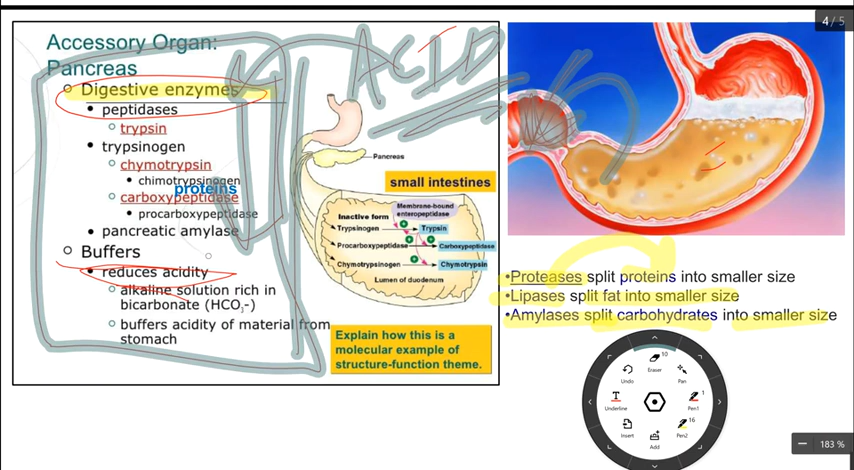 4 / 5
Accessory Organ:
Pancreas
Digestive enzymes
peptidases
trypsin
trypsinogen
chymotrypsin
chimotrypsinogen
proteins
carboxypeptidase
procarboxypeptidase
pancreatic amylase
Buffers
reduces acidity
alkaline solution rich in
bicarbonate (HCO3-)
buffers acidity of material from
stomach
ACID
Pancreas
small intestines
Membrane-bound
enteropeptidase
Inactive form
Trypsinogen
Trypsin
Procarboxypeptidase
Carboxypeptidase
Chymotrypsinogen
Chymotrypsin
Lumen of duodenum
Explain how this is a
molecular example of
structure-function theme.
•Proteases split proteins into smaller size
•Lipases split fat into smaller size
•Amylases split carbohydrates into smaller size
10
Eraser
Undo
Pan
Underline
1
Pen1
Insert
16
Pen2
Add
183 %